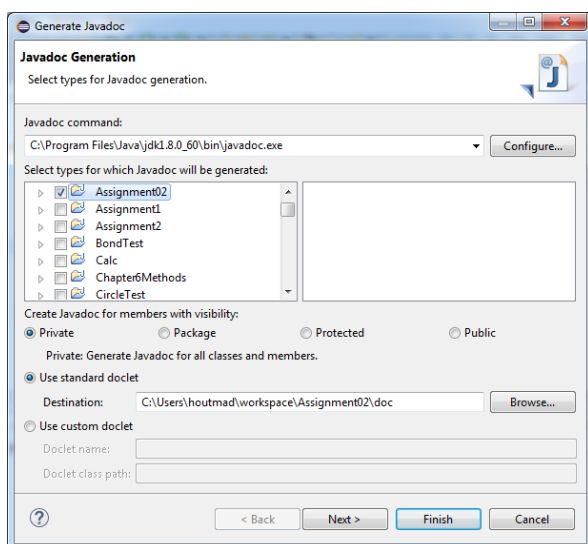 Generate Javadoc
Javadoc Generation
Select types for Javadoc generation.
@
J
Javadoc command:
C:\Program Files\Java\jdk1.8.0_60\bin\javadoc.exe
Configure...
Select types for which Javadoc will be generated:
Assignment02
Assignment1
Assignment2
BondTest
Calc
Chapter6Methods
CircleTest
Create Javadoc for members with visibility:
Private Package Protected Public
Private: Generate Javadoc for all classes and members.
Use standard doclet
Destination: C:\Users\houtmad\workspace\Assignment02\doc Browse...
Use custom doclet
Doclet name:
Doclet class path:
? < Back Next > Finish Cancel